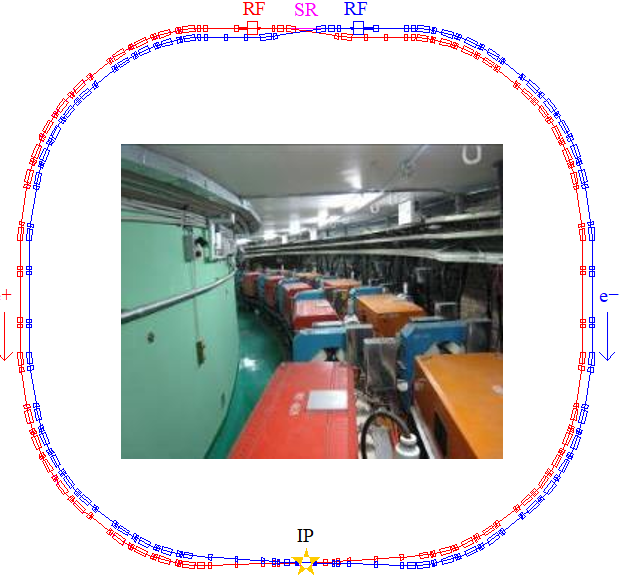 RF SR RF
+
e−
IP